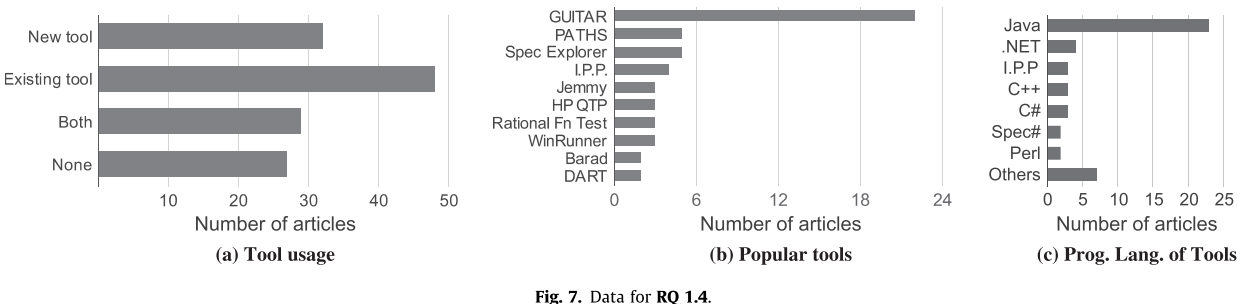 New tool
Existing tool
Both
None
10 20 30 40 50
Number of articles
(a) Tool usage
GUITAR
PATHS
Spec Explorer
I.P.P.
Jemmy
HP QTP
Rational Fn Test
WinRunner
Barad
DART
0 6 12 18 24
Number of articles
(b) Popular tools
Java
.NET
I.P.P
C++
C#
Spec#
Perl
Others
0 5 10 15 20 25
Number of articles
(c) Prog. Lang. of Tools
Fig. 7. Data for RQ 1.4.